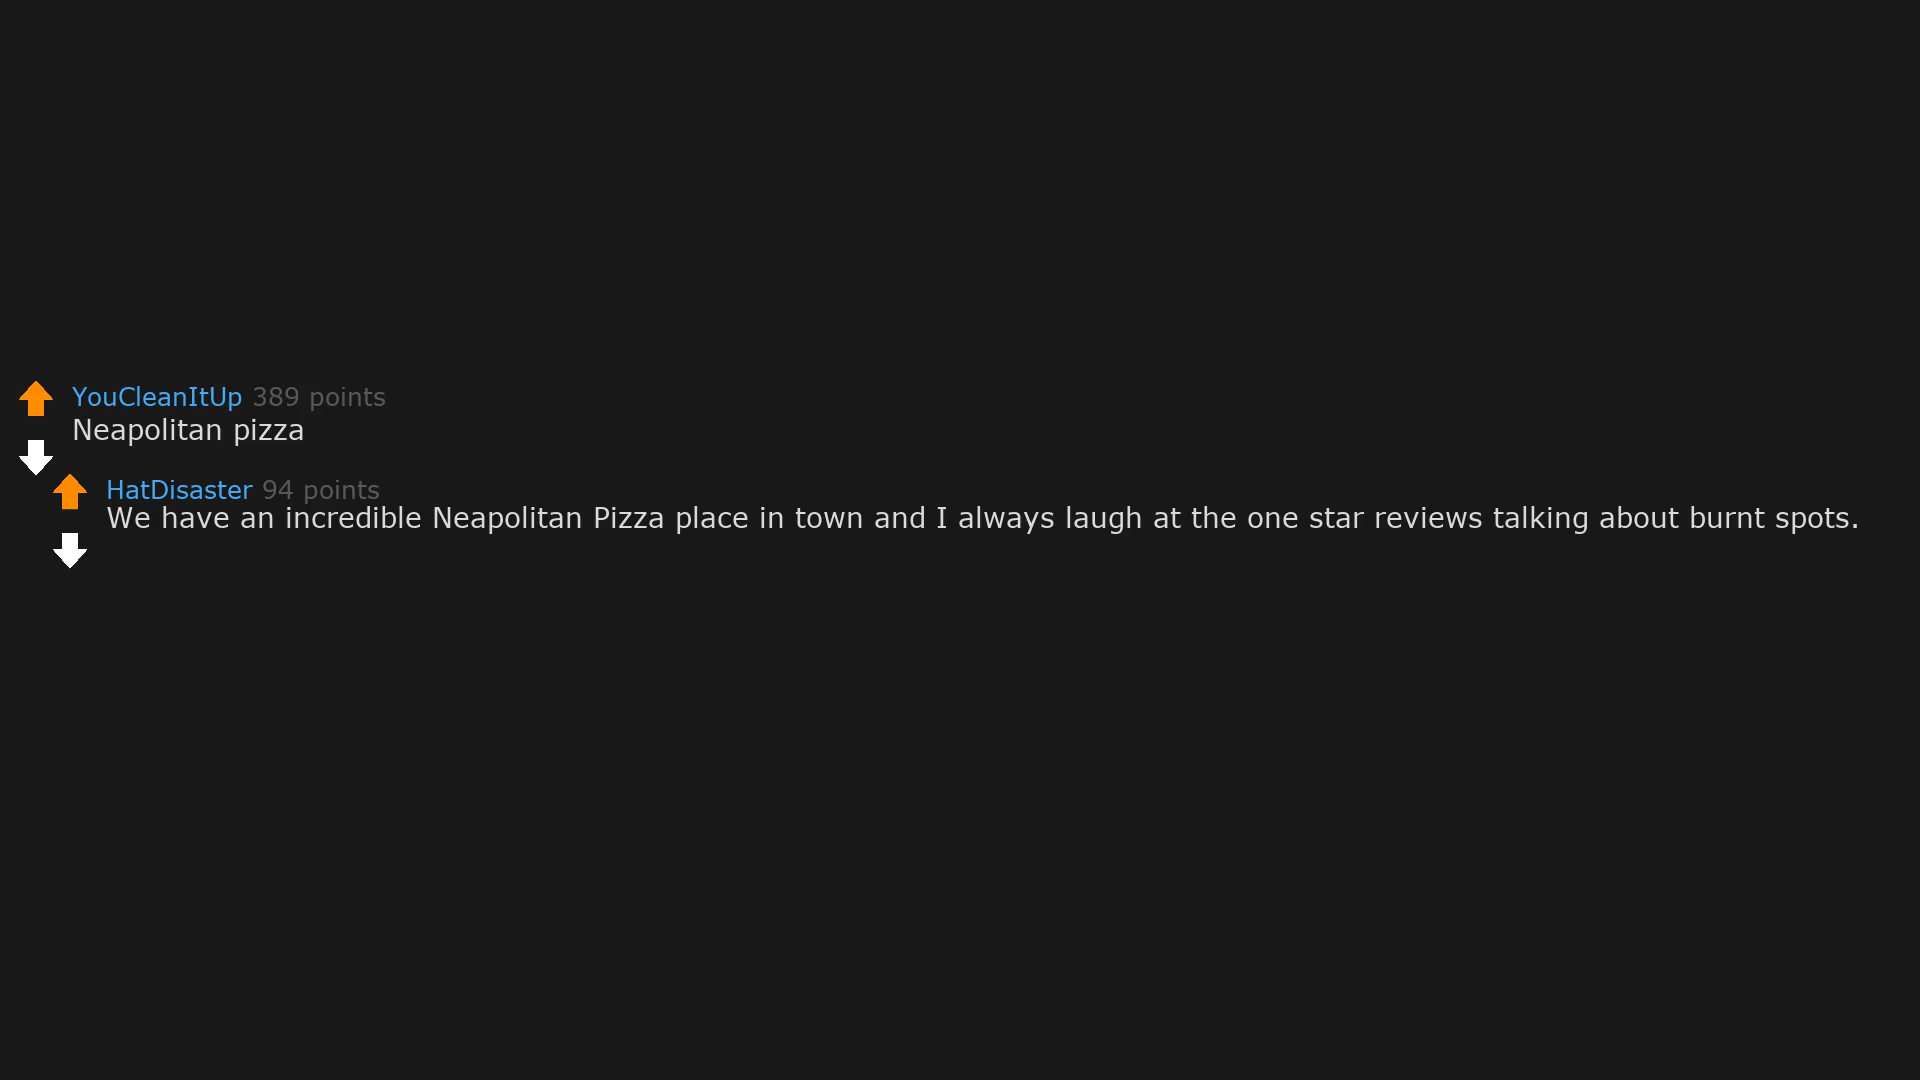 YouCleanItUp 389 points
Neapolitan pizza
HatDisaster 94 points
We have an incredible Neapolitan Pizza place in town and I always laugh at the one star reviews talking about burnt spots.